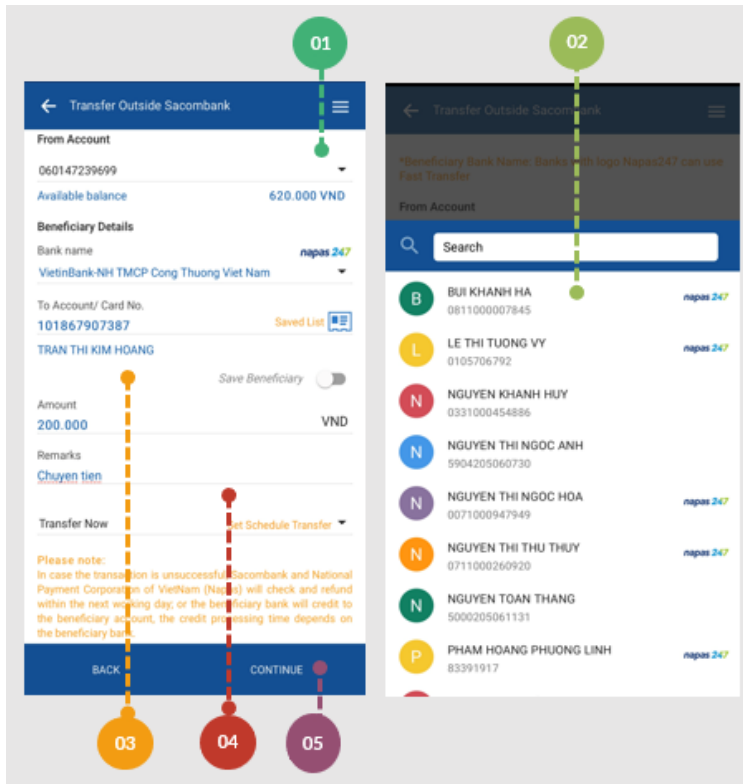 01
02
Transfer Outside Sacombank
From Account
060147239699
Available balance 620.000 VND
Beneficiary Details
Bank name napas 247
VietinBank-NH TMCP Cong Thuong Viet Nam
To Account/ Card No.
101867907387 Saved List
TRAN THI KIM HOANG
Save Beneficiary
Amount
200.000 VND
Remarks
Chuyen tien
Transfer Now Set Schedule Transfer
Please note:
In case the transaction is unsuccessful, Sacombank and National
Payment Corporation of VietNam (Napas) will check and refund
within the next working day; or the beneficiary bank will credit to
the beneficiary account, the credit processing time depends on
the beneficiary bank.
BACK CONTINUE
03
04
05
Transfer Outside Sacombank
*Beneficiary Bank Name: Banks with logo Napas247 can use
Fast Transfer
From Account
Search
B BUI KHANH HA napas 247
0811000007845
L LE THI TUONG VY napas 247
0105706792
N NGUYEN KHANH HUY
0331000454886
N NGUYEN THI NGOC ANH
5904205060730
N NGUYEN THI NGOC HOA napas 247
0071000947949
N NGUYEN THI THU THUY napas 247
0711000260920
N NGUYEN TOAN THANG
5000205061131
P PHAM HOANG PHUONG LINH napas 247
83391917